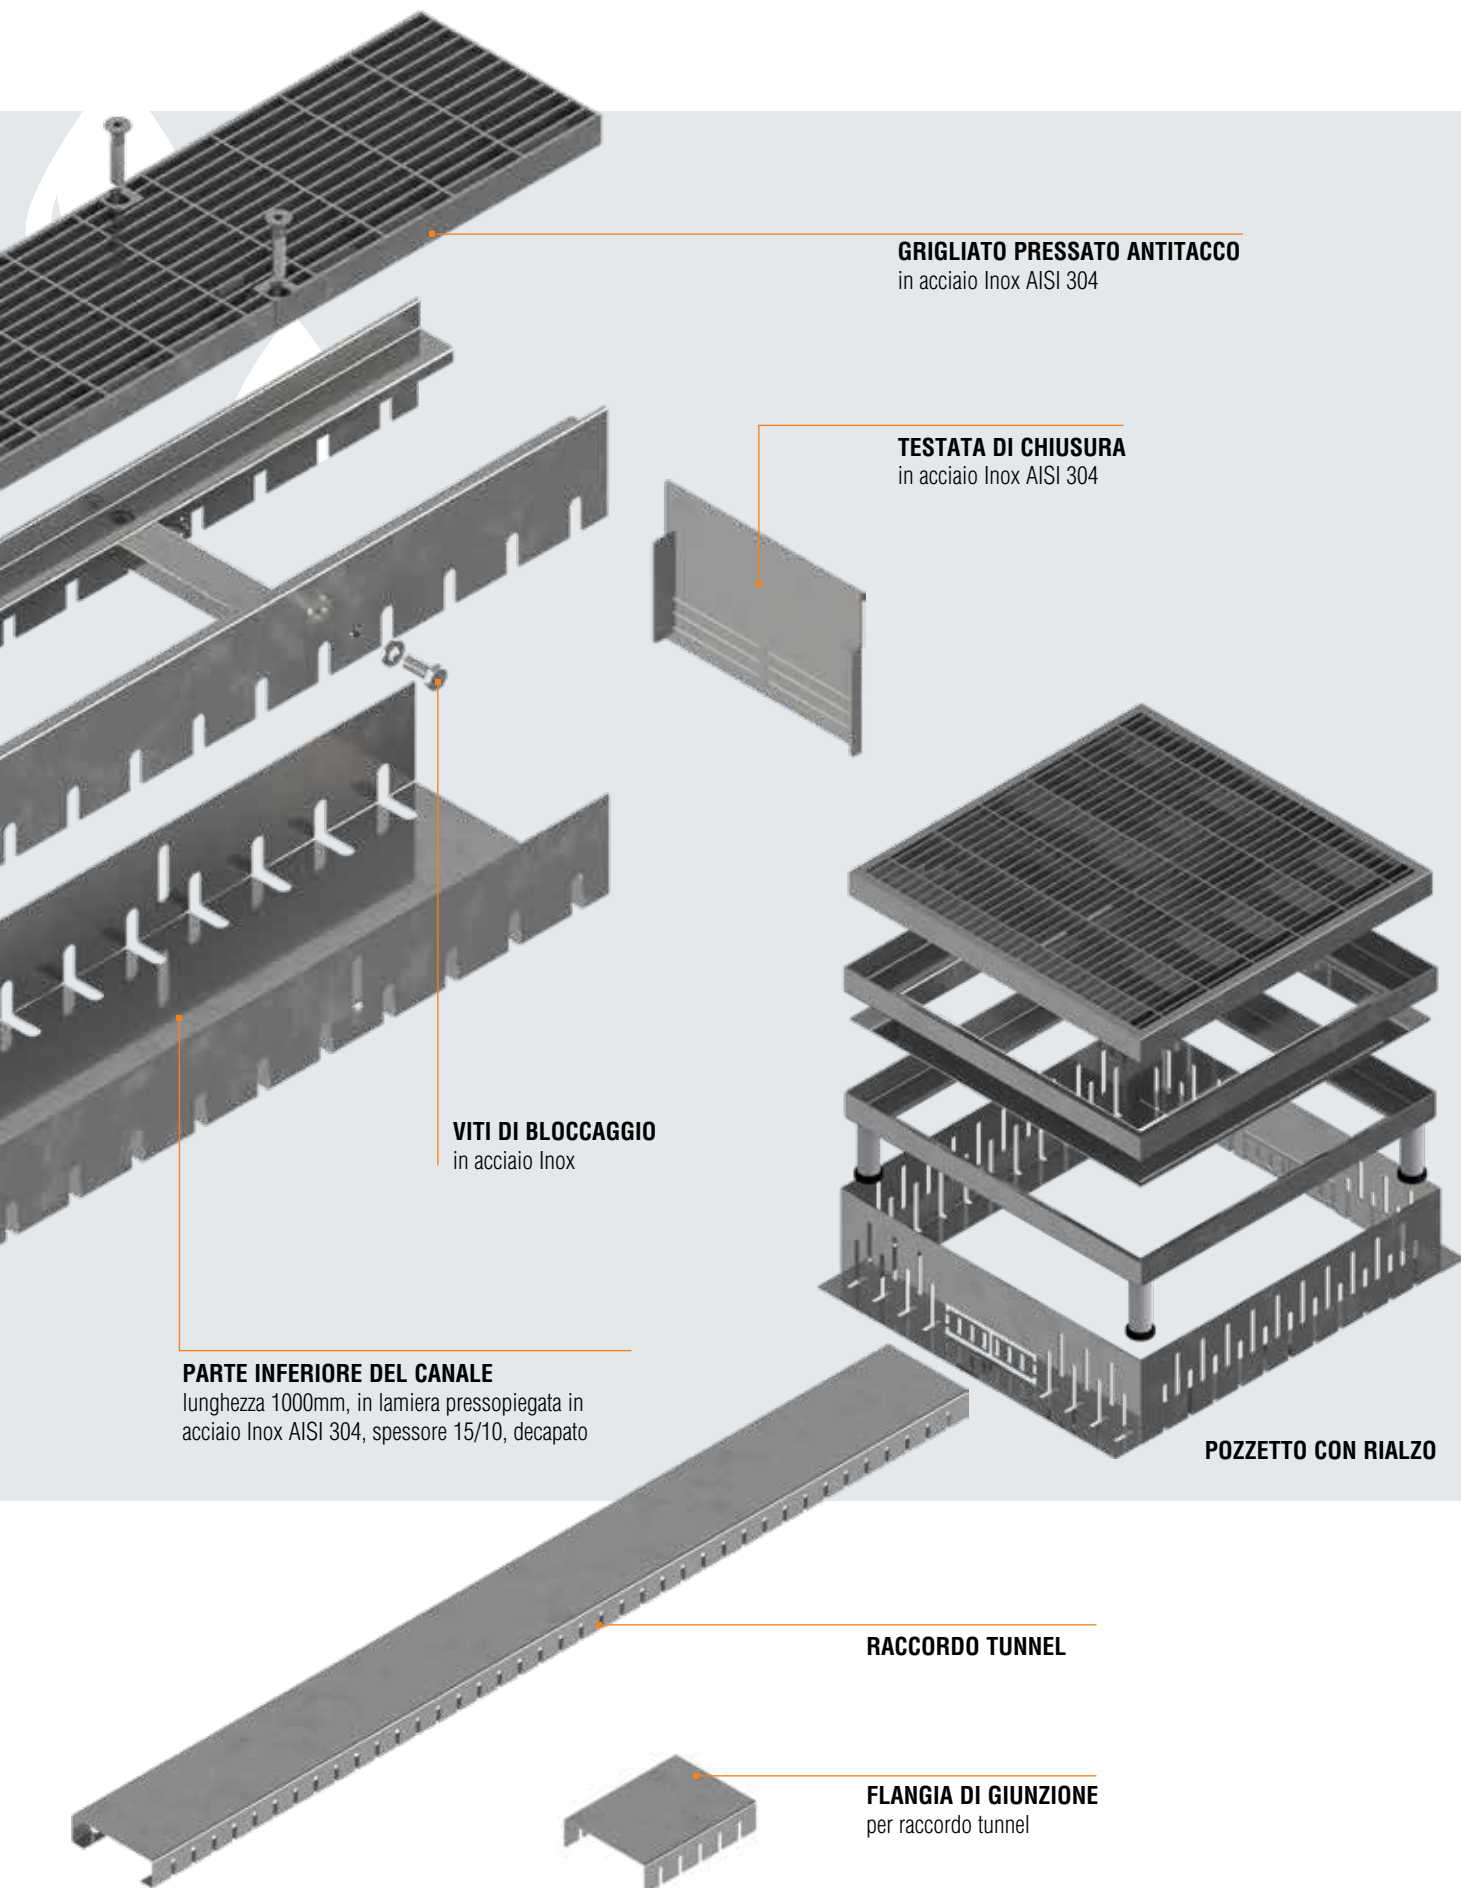 GRIGLIATO PRESSATO ANTITACCO
in acciaio Inox AISI 304
TESTATA DI CHIUSURA
in acciaio Inox AISI 304
VITI DI BLOCCAGGIO
in acciaio Inox
PARTE INFERIORE DEL CANALE
lunghezza 1000mm, in lamiera pressopiegata in
acciaio Inox AISI 304, spessore 15/10, decapato
POZZETTO CON RIALZO
RACCORDO TUNNEL
FLANGIA DI GIUNZIONE
per raccordo tunnel